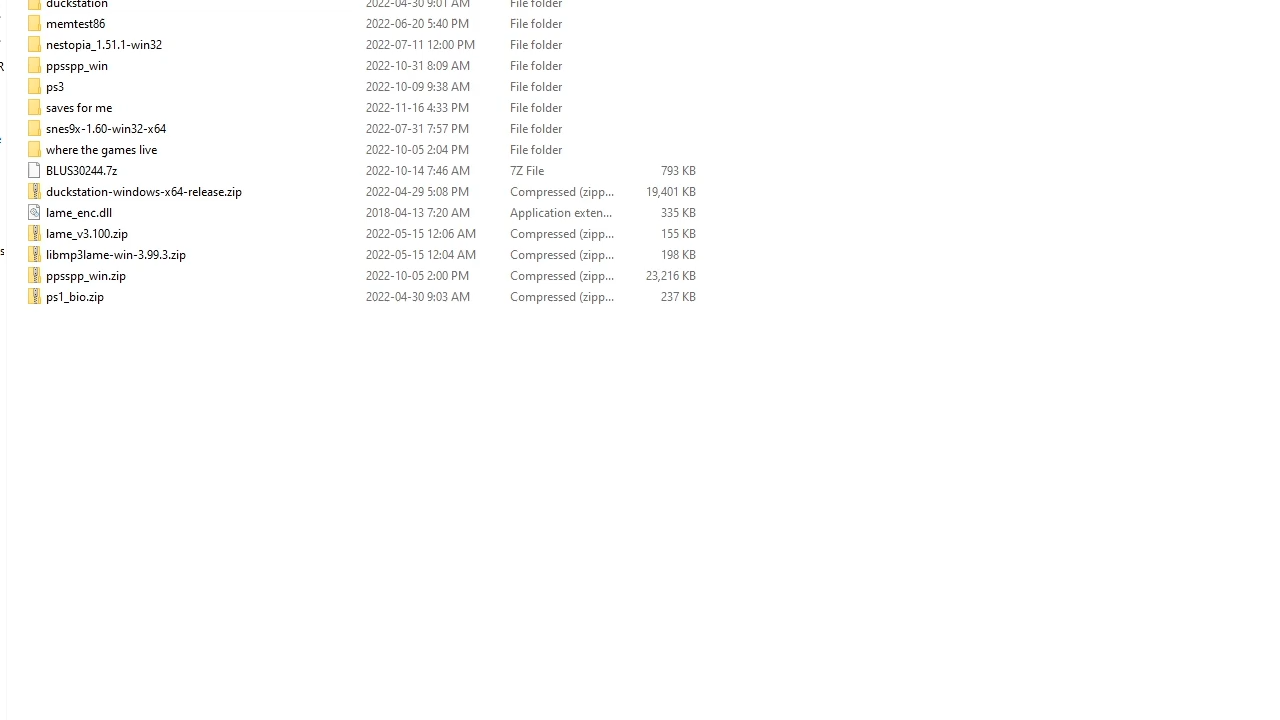 duckstation 2022-04-30 9:01 AM File folder
memtest86 2022-06-20 5:40 PM File folder
nestopia_1.51.1-win32 2022-07-11 12:00 PM File folder
R ppsspp_win 2022-10-31 8:09 AM File folder
ps3 2022-10-09 9:38 AM File folder
saves for me 2022-11-16 4:33 PM File folder
snes9x-1.60-win32-x64 2022-07-31 7:57 PM File folder
where the games live 2022-10-05 2:04 PM File folder
BLUS30244.7z 2022-10-14 7:46 AM 7Z File 793 KB
duckstation-windows-x64-release.zip 2022-04-29 5:08 PM Compressed (zipp... 19,401 KB
lame_enc.dll 2018-04-13 7:20 AM Application exten... 335 KB
lame_v3.100.zip 2022-05-15 12:06 AM Compressed (zipp... 155 KB
s libmp3lame-win-3.99.3.zip 2022-05-15 12:04 AM Compressed (zipp... 198 KB
ppsspp_win.zip 2022-10-05 2:00 PM Compressed (zipp... 23,216 KB
ps1_bio.zip 2022-04-30 9:03 AM Compressed (zipp... 237 KB